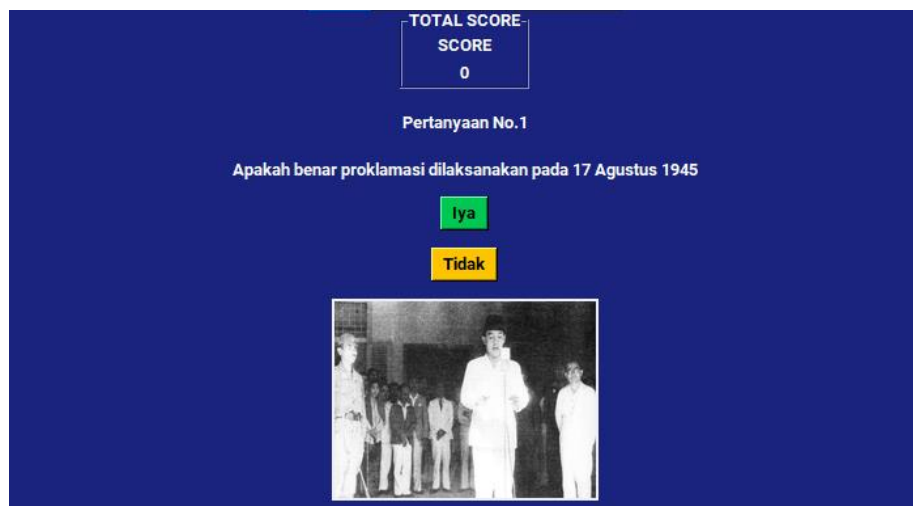 TOTAL SCORE
SCORE
0
Pertanyaan No.1
Apakah benar proklamasi dilaksanakan pada 17 Agustus 1945
Iya
Tidak